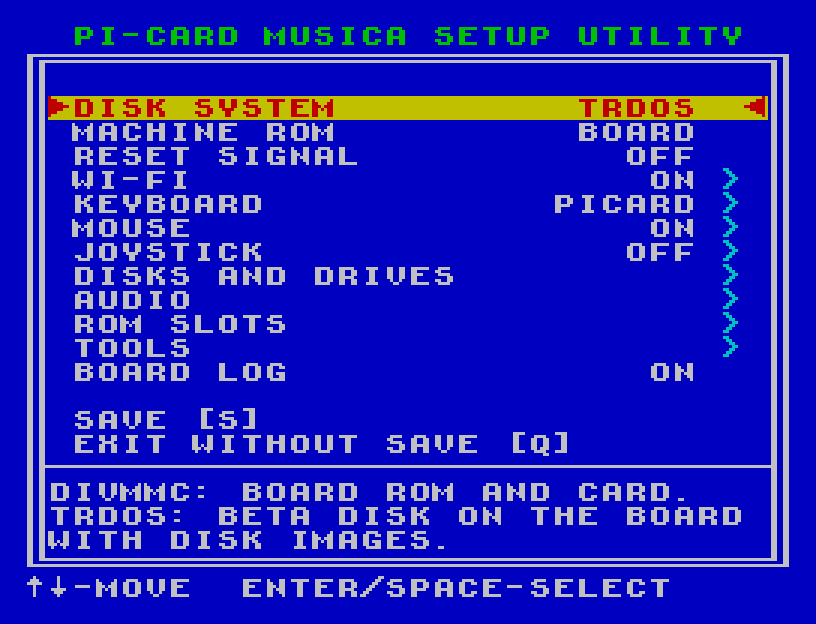 PI-CARD MUSICA SETUP UTILITY
DISK SYSTEM TRDOS
MACHINE ROM BOARD
RESET SIGNAL OFF
WI-FI ON >
KEYBOARD PICARD >
MOUSE ON >
JOYSTICK OFF >
DISKS AND DRIVES >
AUDIO >
ROM SLOTS >
TOOLS >
BOARD LOG ON
SAVE [S]
EXIT WITHOUT SAVE [Q]
DIVMMC: BOARD ROM AND CARD.
TRDOS: BETA DISK ON THE BOARD
WITH DISK IMAGES.
↑↓-MOVE ENTER/SPACE-SELECT